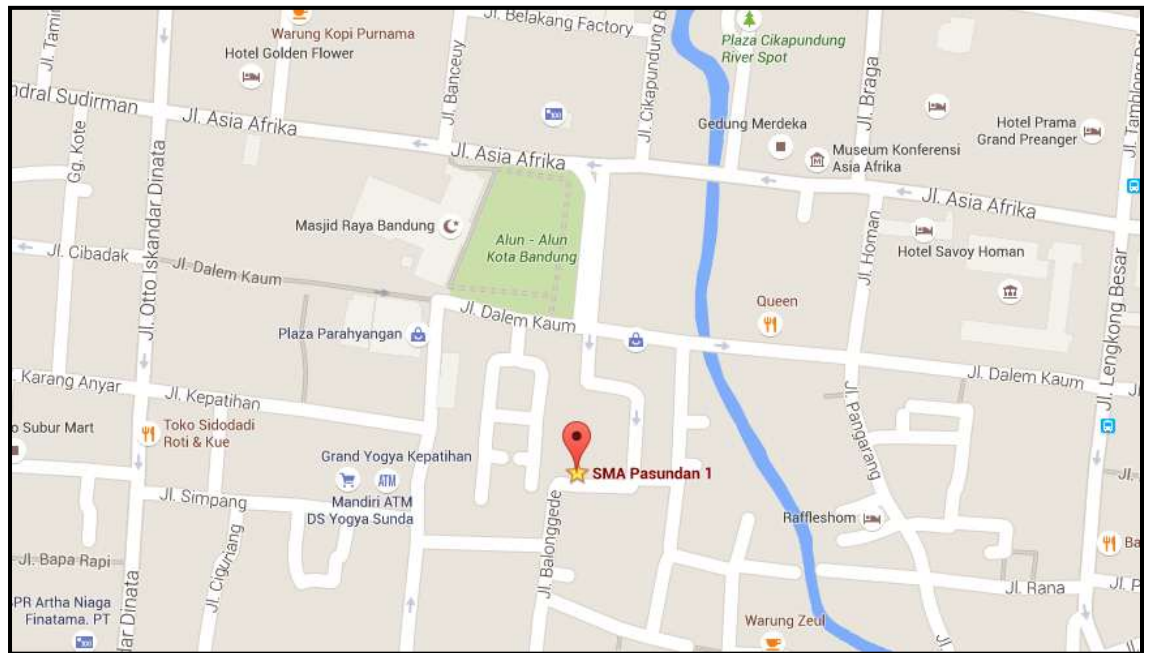 Jl. Tami
Warung Kopi Purnama
Hotel Golden Flower
Jl. Belakang Factory
Plaza Cikapundung
River Spot
Jl. Banceuy
Jl. Cikapundung B
Jl. Braga
Jl. Tamblong
ndral Sudirman
Jl. Asia Afrika
Gg. Kote
Gedung Merdeka
Hotel Prama
Grand Preanger
Museum Konferensi
Asia Afrika
Jl. Asia Afrika
Jl. Asia Afrika
Jl. Otto Iskandar Dinata
Masjid Raya Bandung
Alun - Alun
Kota Bandung
Jl. Homan
Hotel Savoy Homan
Jl. Cibadak
Jl. Dalem Kaum
Jl. Lengkong Besar
Queen
Jl. Dalem Kaum
Plaza Parahyangan
Karang Anyar
Jl. Kepatihan
Jl. Dalem Kaum
Jl. Pangarang
o Subur Mart
Toko Sidodadi
Roti & Kue
Grand Yogya Kepatihan
ATM
Mandiri ATM
DS Yogya Sunda
SMA Pasundan 1
Jl. Simpang
Raffleshom
Jl.
Ba
Jl. Balonggede
Jl. Bapa Rapi
Jl. Ciguriang
Jl. Rana
Jl. P
PR Artha Niaga
Finatama. PT
dar Dinata
Warung Zeul
Jl.